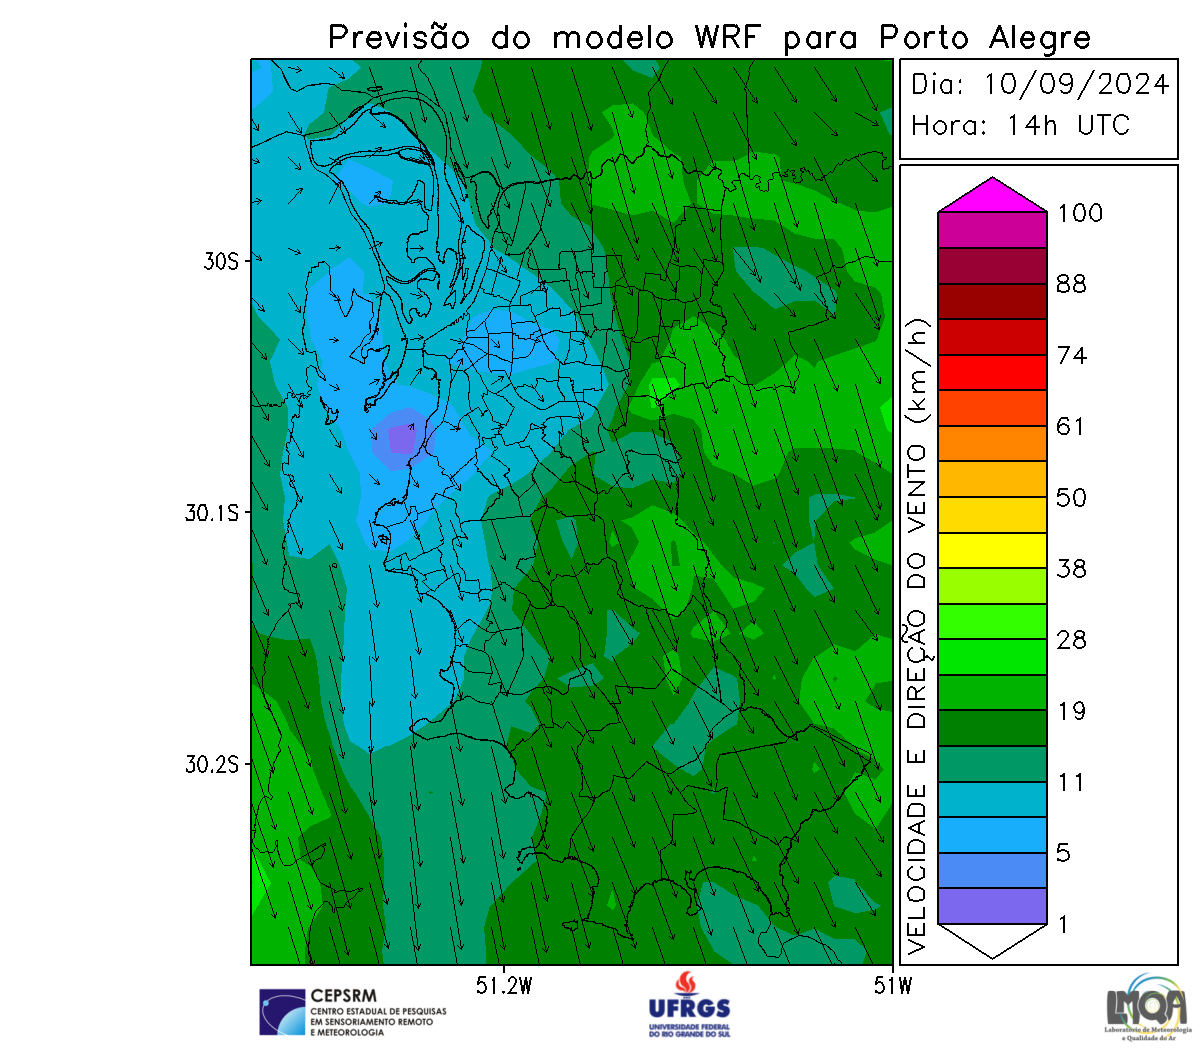 Previsão do modelo WRF para Porto Alegre
Dia: 10/09/2024
Hora: 14h UTC
30S
30.1S
30.2S
51.2W
51W
VELOCIDADE E DIREÇÃO DO VENTO (km/h)
100
88
74
61
50
38
28
19
11
5
1
CEPSRM
CENTRO ESTADUAL DE PESQUISAS
EM SENSORIAMENTO REMOTO
E METEOROLOGIA
UFRGS
UNIVERSIDADE FEDERAL
DO RIO GRANDE DO SUL
LMQA
Laboratório de Meteorologia
e Qualidade do Ar